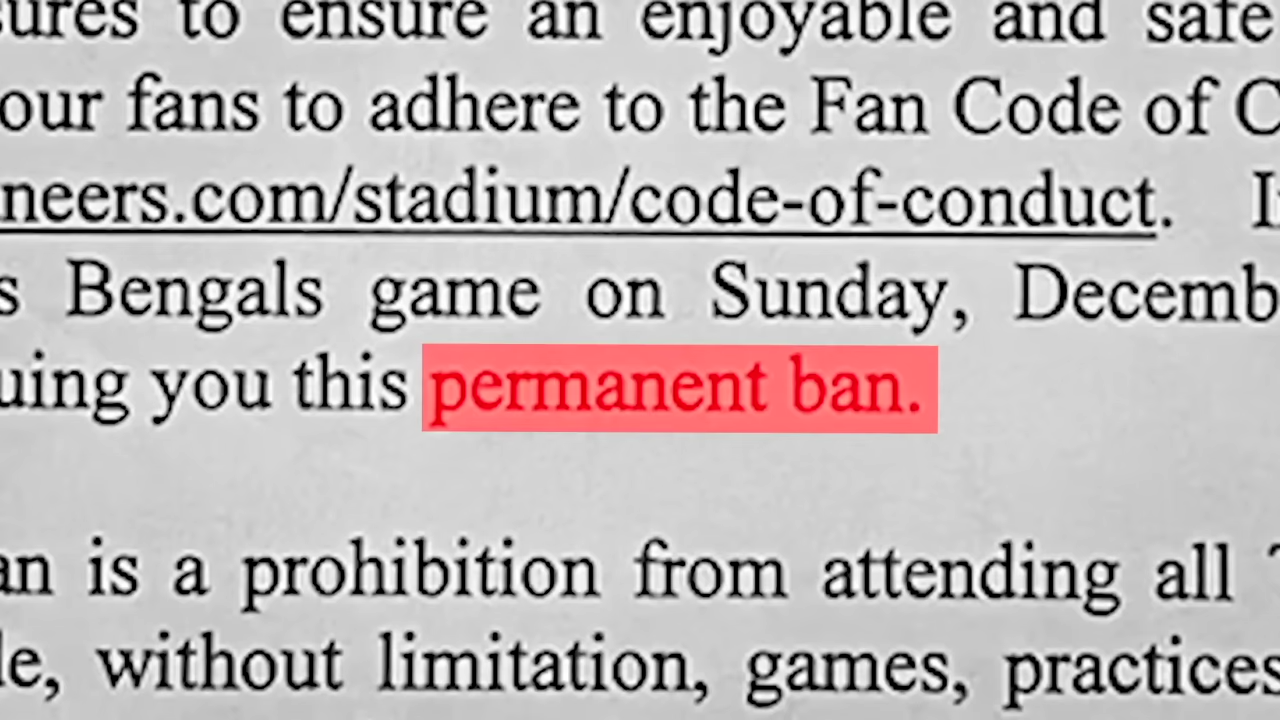 ures to ensure an enjoyable and safe
our fans to adhere to the Fan Code of C
neers.com/stadium/code-of-conduct. I
s Bengals game on Sunday, Decemb
uing you this permanent ban.
an is a prohibition from attending all T
le, without limitation, games, practices